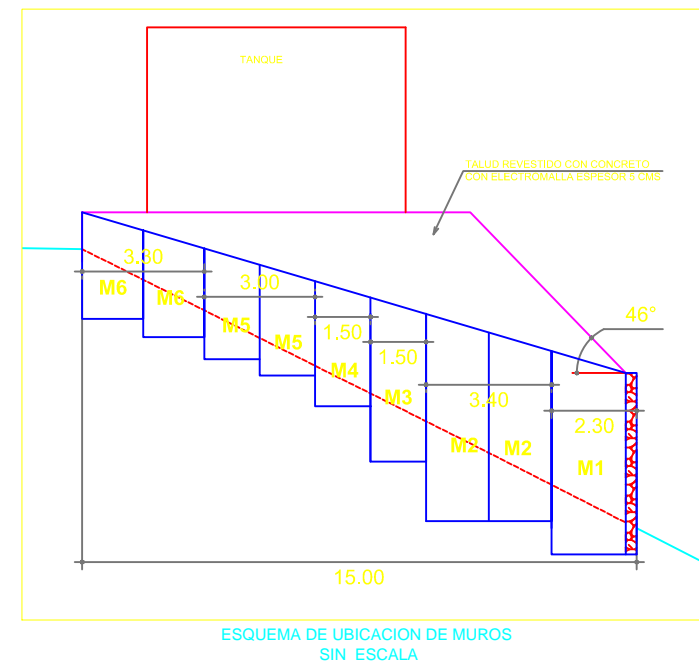 TANQUE
TALUD REVESTIDO CON CONCRETO
CON ELECTROMALLA ESPESOR 5 CMS
3.30
3.00
46°
M6
M6
M5
M5
1.50
1.50
M4
M3
3.40
2.30
M2
M2
M1
15.00
ESQUEMA DE UBICACION DE MUROS
SIN ESCALA